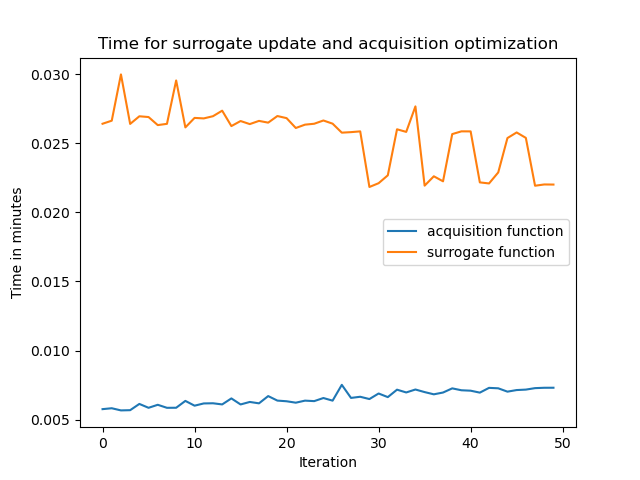 Time for surrogate update and acquisition optimization
0.030
0.025
0.020
0.015
0.010
0.005
Time in minutes
acquisition function
surrogate function
0 10 20 30 40 50
Iteration